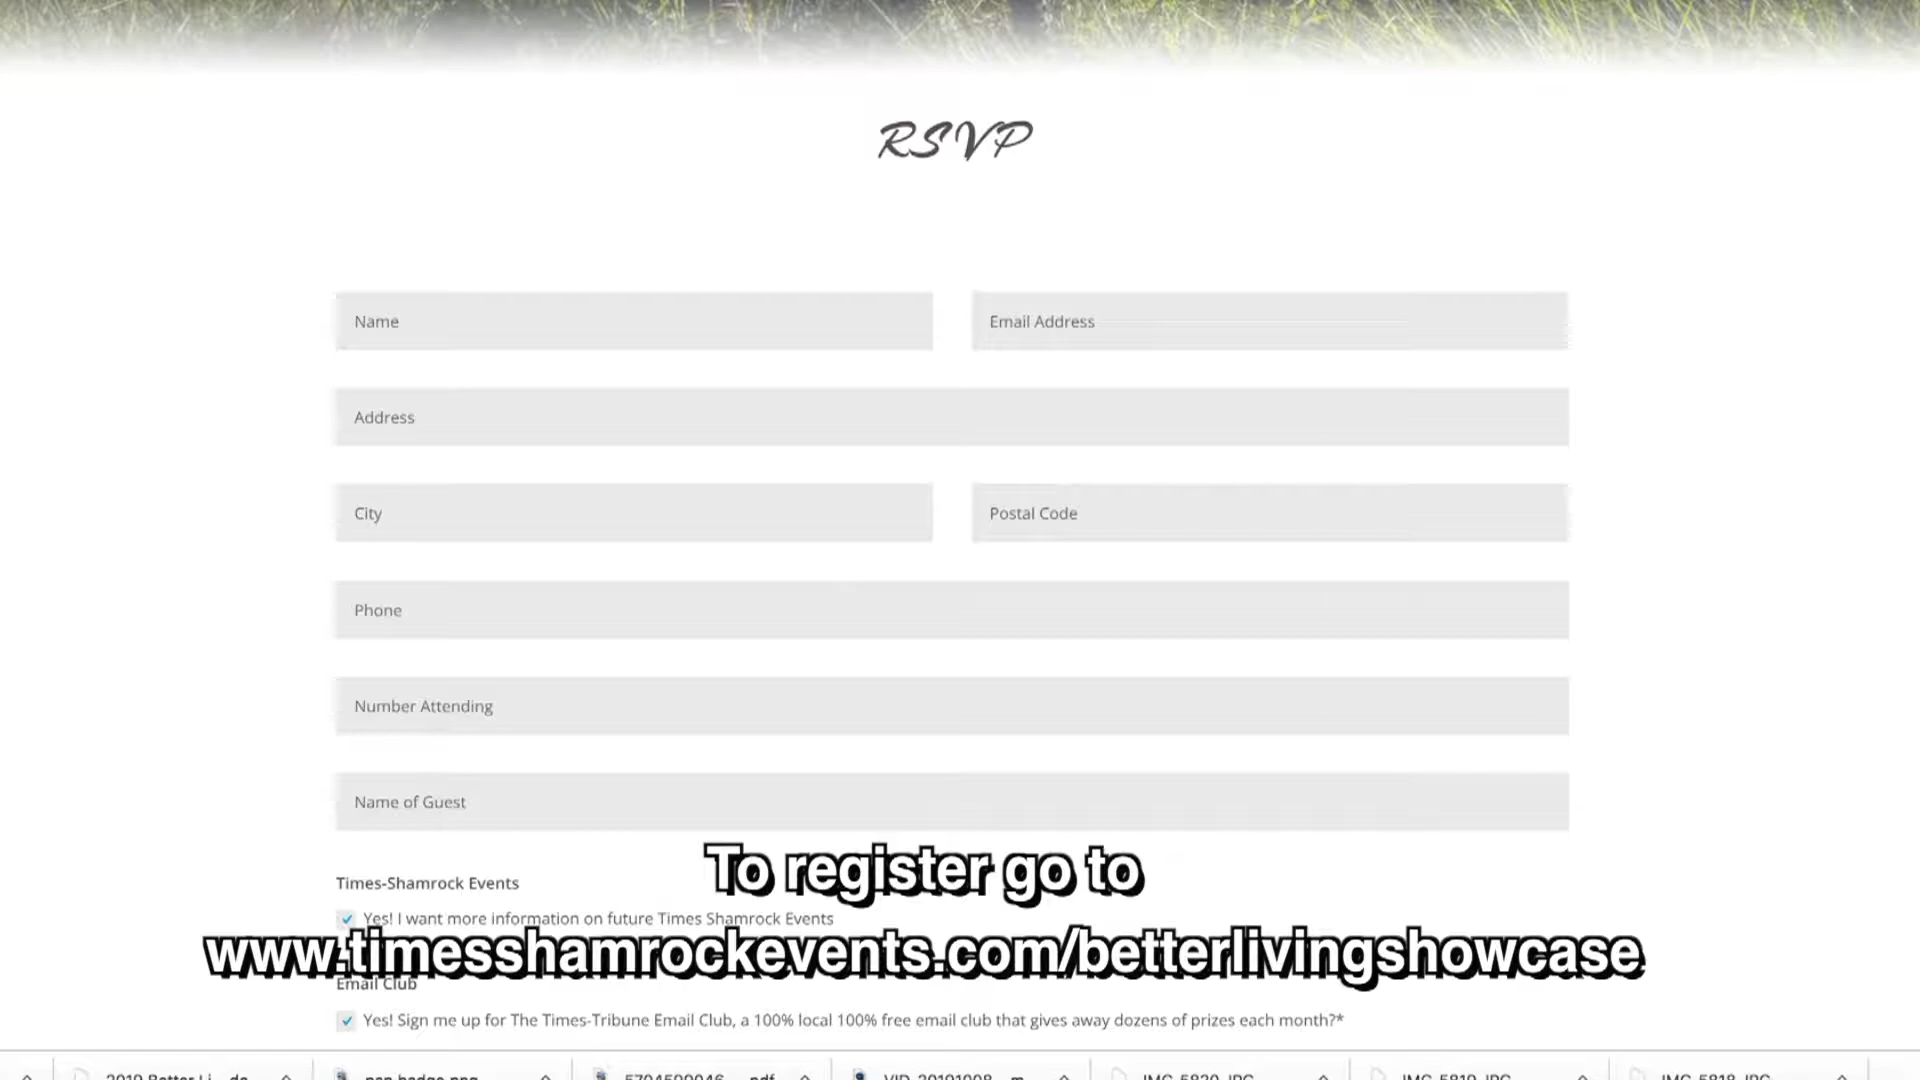 RSVP
Name
Email Address
Address
City
Postal Code
Phone
Number Attending
Name of Guest
To register go to
Times-Shamrock Events
Yes! I want more information on future Times Shamrock Events
www.timesshamrockevents.com/betterlivingshowcase
Email Club
Yes! Sign me up for The Times-Tribune Email Club, a 100% local 100% free email club that gives away dozens of prizes each month?*